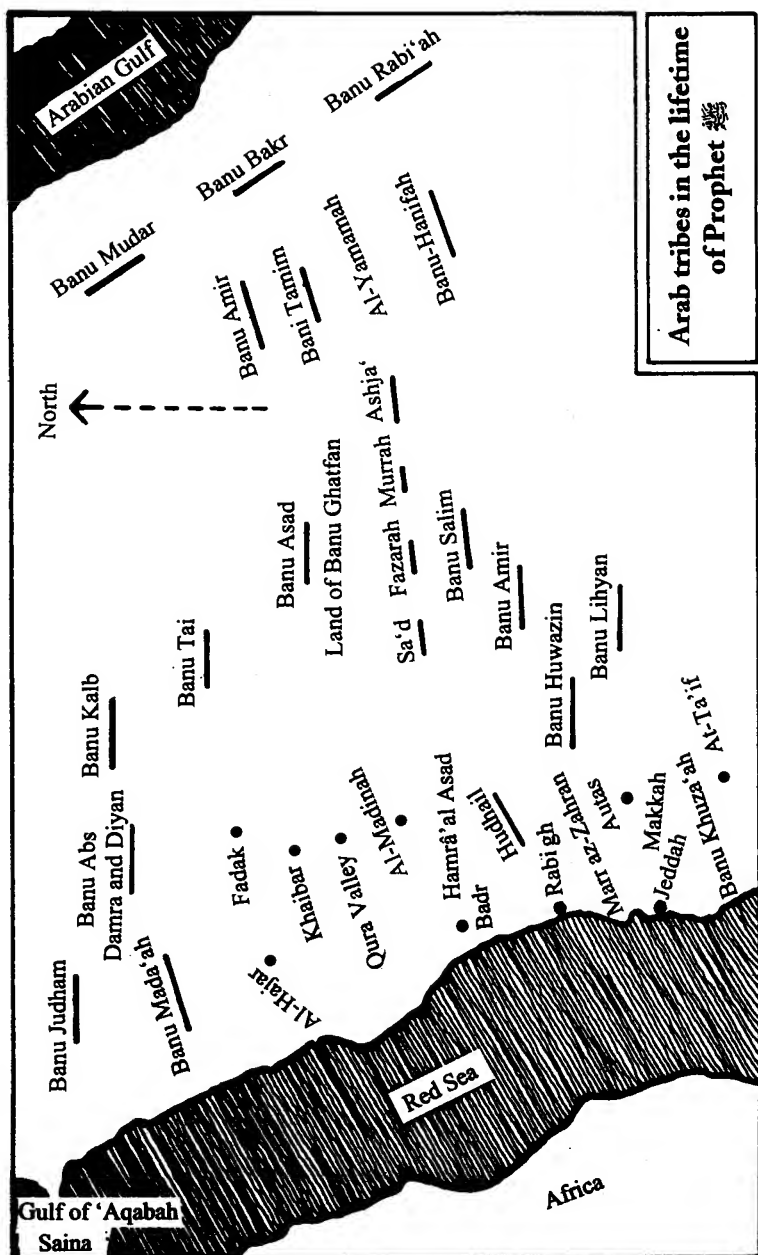 Arab tribes in the lifetime
of Prophet ﷺ
North
Arabian Gulf
Banu Rabi‘ah
Banu Bakr
Banu Mudar
Banu Amir
Bani Tamim
Al-Yamamah
Banu-Hanifah
Banu Asad
Land of Banu Ghatfan
Sa‘d
Fazarah
Murrah
Ashja‘
Banu Salim
Banu Amir
Banu Lihyan
Banu Huwazin
Banu Tai
Banu Kalb
Banu Abs
Damra and Diyan
Banu Judham
Banu Mada‘ah
Fadak
Khaibar
Al-Hajar
Qura Valley
Al-Madinah
Hamrâ’al Asad
Badr
Hudhail
Rabi gh
Marr az-Zahran
Autas
Makkah
Jeddah
Banu Khuza‘ah
At-Ta’if
Red Sea
Africa
Gulf of ‘Aqabah
Saina